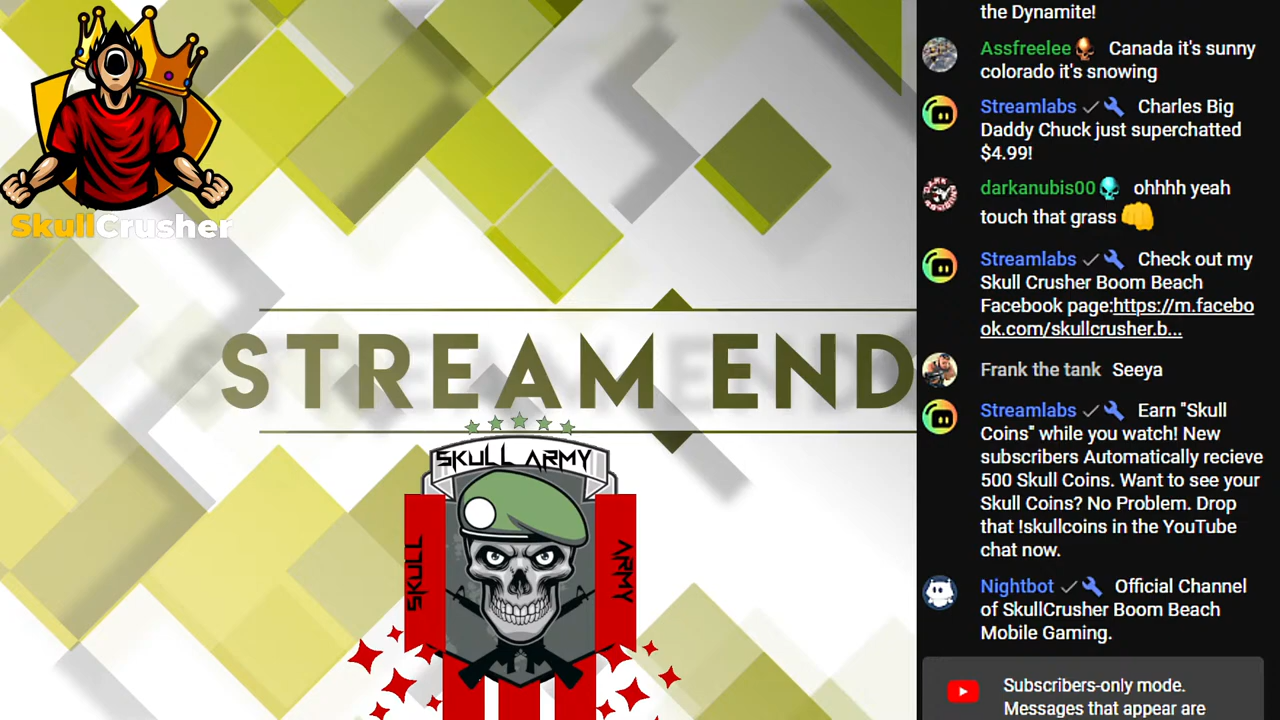 SkullCrusher
STREAM END
SKULL ARMY
SKULL
ARMY
the Dynamite!
Assfreelee Canada it's sunny
colorado it's snowing
Streamlabs Charles Big
Daddy Chuck just superchatted
$4.99!
darkanubis00 ohhhh yeah
touch that grass
Streamlabs Check out my
Skull Crusher Boom Beach
Facebook page:https://m.facebo
ok.com/skullcrusher.b...
Frank the tank Seeya
Streamlabs Earn "Skull
Coins" while you watch! New
subscribers Automatically recieve
500 Skull Coins. Want to see your
Skull Coins? No Problem. Drop
that !skullcoins in the YouTube
chat now.
Nightbot Official Channel
of SkullCrusher Boom Beach
Mobile Gaming.
Subscribers-only mode.
Messages that appear are